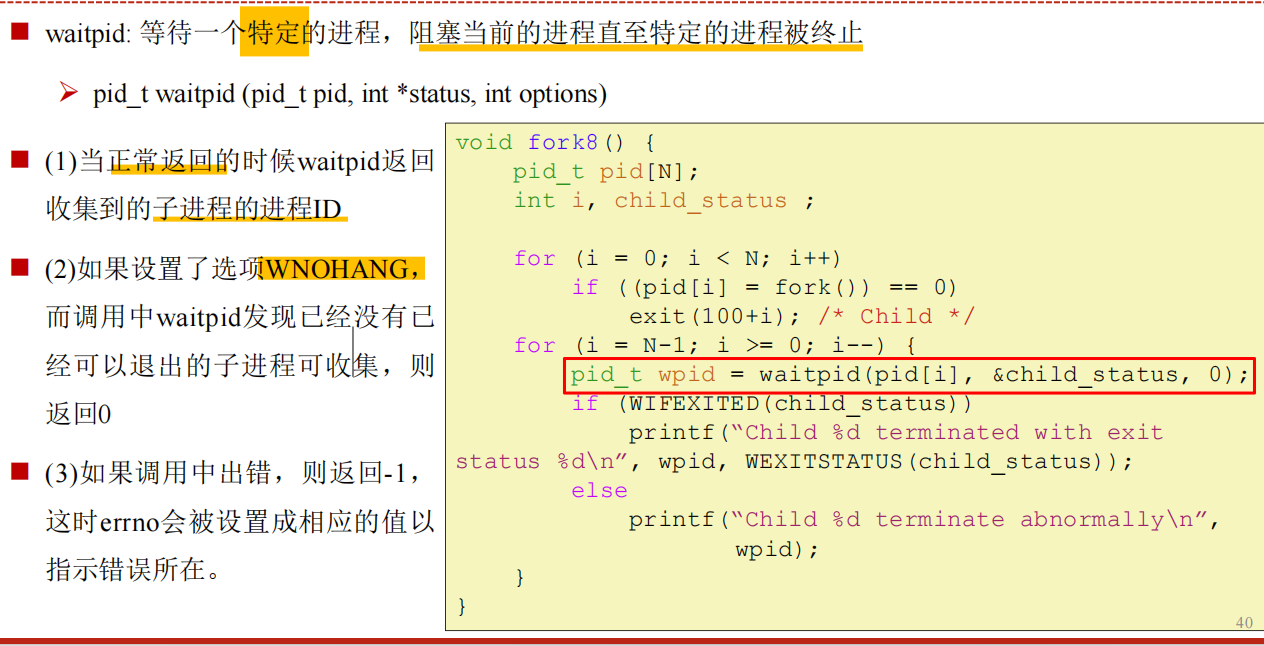 waitpid: 等待一个特定的进程，阻塞当前的进程直至特定的进程被终止
pid_t waitpid (pid_t pid, int *status, int options)
(1)当正常返回的时候waitpid返回
收集到的子进程的进程ID
(2)如果设置了选项WNOHANG，
而调用中waitpid发现已经没有已
经可以退出的子进程可收集，则
返回0
(3)如果调用中出错，则返回-1，
这时errno会被设置成相应的值以
指示错误所在。
void fork8() {
    pid_t pid[N];
    int i, child_status ;
    for (i = 0; i < N; i++)
        if ((pid[i] = fork()) == 0)
            exit(100+i); /* Child */
    for (i = N-1; i >= 0; i--) {
        pid_t wpid = waitpid(pid[i], &child_status, 0);
        if (WIFEXITED(child_status))
            printf(“Child %d terminated with exit
status %d\n”, wpid, WEXITSTATUS(child_status));
        else
            printf(“Child %d terminate abnormally\n”,
                   wpid);
    }
}
40